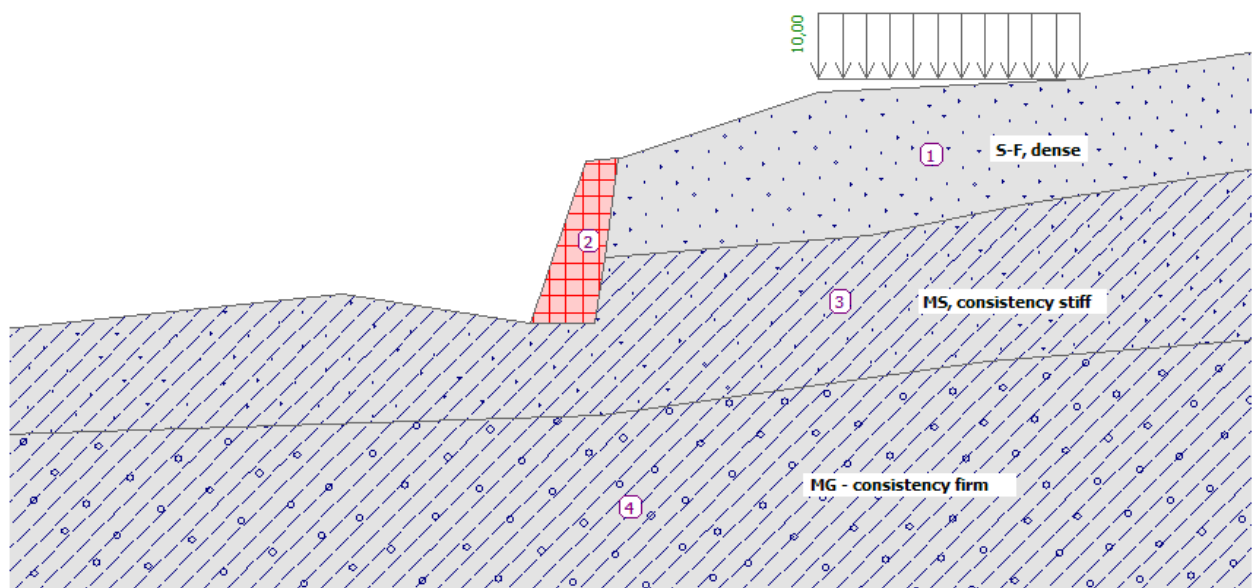 10,00
1
S-F, dense
2
3
MS, consistency stiff
MG - consistency firm
4